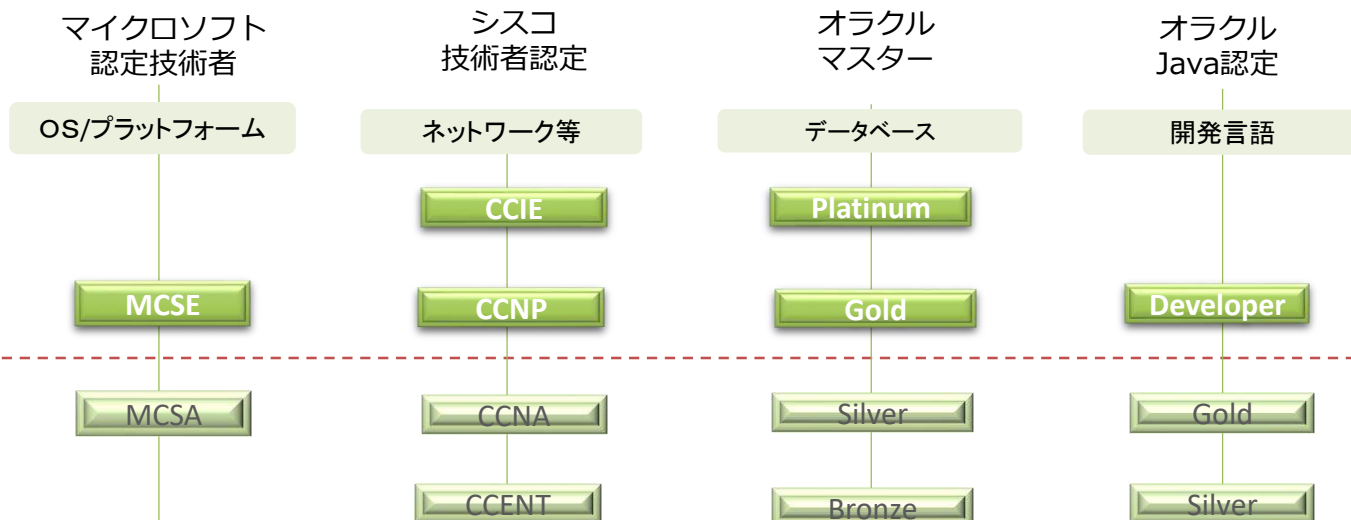 マイクロソフト
認定技術者
シスコ
技術者認定
オラクル
マスター
オラクル
Java認定
OS/プラットフォーム
ネットワーク等
データベース
開発言語
CCIE
Platinum
MCSE
CCNP
Gold
Developer
MCSA
CCNA
Silver
Gold
CCENT
Bronze
Silver